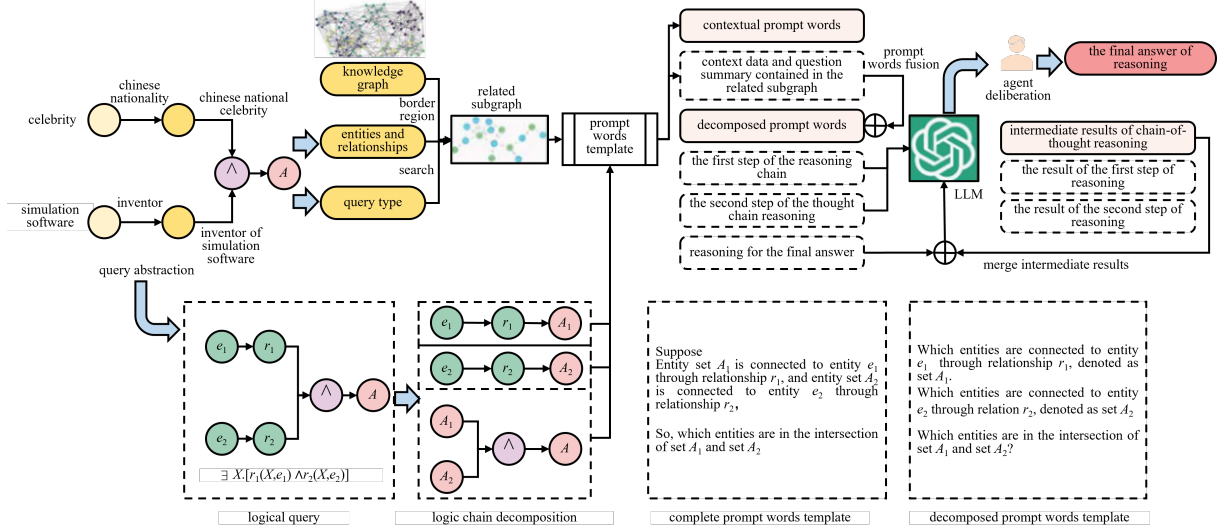 celebrity
chinese
nationality
chinese national
celebrity
∧
A
simulation
software
inventor
inventor of
simulation
software
query abstraction
knowledge
graph
border
region
entities and
relationships
search
query type
related
subgraph
prompt
words
template
contextual prompt words
context data and question
summary contained in the
related subgraph
decomposed prompt words
the first step of the reasoning
chain
the second step of the thought
chain reasoning
reasoning for the final answer
prompt
words fusion
LLM
agent
deliberation
the final answer of
reasoning
intermediate results of chain-of-
thought reasoning
the result of the first step of
reasoning
the result of the second step of
reasoning
merge intermediate results
e1
r1
e2
r2
∧
A
∃ X.[r1(X,e1) ∧r2(X,e2)]
logical query
e1
r1
A1
e2
r2
A2
A1
A2
∧
A
logic chain decomposition
Suppose
Entity set A1 is connected to entity e1
through relationship r1, and entity set A2
is connected to entity e2 through
relationship r2,
So, which entities are in the intersection
of set A1 and set A2
complete prompt words template
Which entities are connected to entity
e1 through relationship r1, denoted as
set A1.
Which entities are connected to entity
e2 through relation r2, denoted as set A2
Which entities are in the intersection of
set A1 and set A2?
decomposed prompt words template